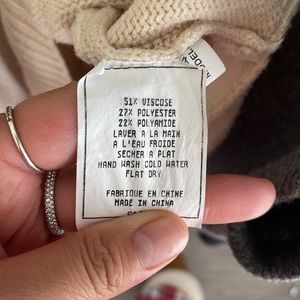 MODEL
51% VISCOSE
27% POLYESTER
22% POLYAMIDE
LAVER A LA MAIN
A L'EAU FROIDE
SECHER A PLAT
HAND WASH COLD WATER
FLAT DRY
FABRIQUE EN CHINE
MADE IN CHINA